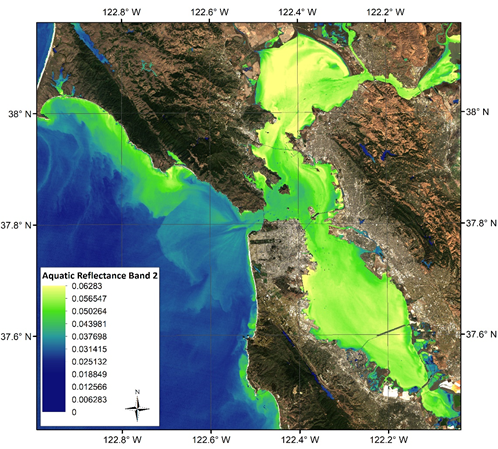 122.8° W 122.6° W 122.4° W 122.2° W
38° N 38° N
37.8° N 37.8° N
37.6° N 37.6° N
Aquatic Reflectance Band 2
0.06283
0.056547
0.050264
0.043981
0.037698
0.031415
0.025132
0.018849
0.012566
0.006283
0
N
122.8° W 122.6° W 122.4° W 122.2° W